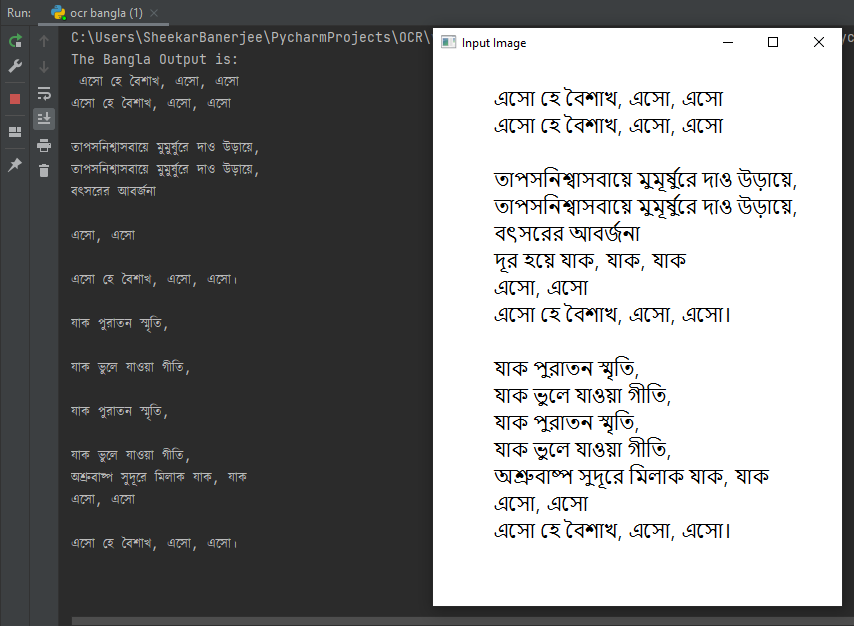 Run: ocr bangla (1)
C:\Users\SheekarBanerjee\PycharmProjects\OCR\
The Bangla Output is:
এসো হে বৈশাখ, এসো, এসো
এসো হে বৈশাখ, এসো, এসো
তাপসনিশ্বাসবায়ে মুমুর্ষুরে দাও উড়ায়ে,
তাপসনিশ্বাসবায়ে মুমুর্ষুরে দাও উড়ায়ে,
বৎসরের আবর্জনা
এসো, এসো
এসো হে বৈশাখ, এসো, এসো।
যাক পুরাতন স্মৃতি,
যাক ভুলে যাওয়া গীতি,
যাক পুরাতন স্মৃতি,
যাক ভুলে যাওয়া গীতি,
অশ্রুবাষ্প সুদূরে মিলাক যাক, যাক
এসো, এসো
এসো হে বৈশাখ, এসো, এসো।
Input Image
এসো হে বৈশাখ, এসো, এসো
এসো হে বৈশাখ, এসো, এসো
তাপসনিশ্বাসবায়ে মুমূর্ষুরে দাও উড়ায়ে,
তাপসনিশ্বাসবায়ে মুমূর্ষুরে দাও উড়ায়ে,
বৎসরের আবর্জনা
দূর হয়ে যাক, যাক, যাক
এসো, এসো
এসো হে বৈশাখ, এসো, এসো।
যাক পুরাতন স্মৃতি,
যাক ভুলে যাওয়া গীতি,
যাক পুরাতন স্মৃতি,
যাক ভুলে যাওয়া গীতি,
অশ্রুবাষ্প সুদূরে মিলাক যাক, যাক
এসো, এসো
এসো হে বৈশাখ, এসো, এসো।